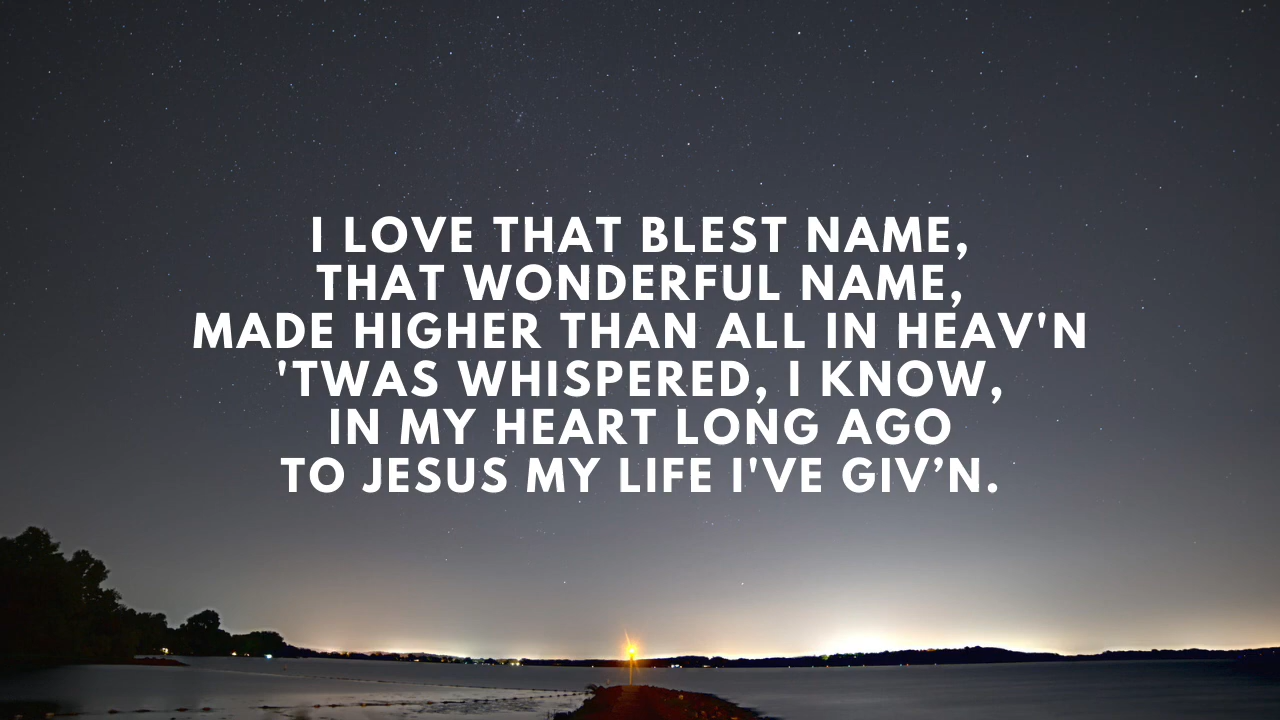 I LOVE THAT BLEST NAME,
THAT WONDERFUL NAME,
MADE HIGHER THAN ALL IN HEAV'N
'TWAS WHISPERED, I KNOW,
IN MY HEART LONG AGO
TO JESUS MY LIFE I'VE GIV’N.